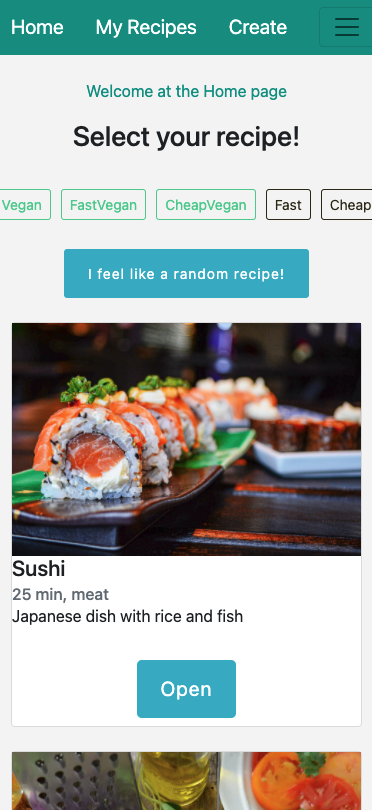 Home My Recipes Create
Welcome at the Home page
Select your recipe!
Vegan FastVegan CheapVegan Fast Cheap
I feel like a random recipe!
Sushi
25 min, meat
Japanese dish with rice and fish
Open